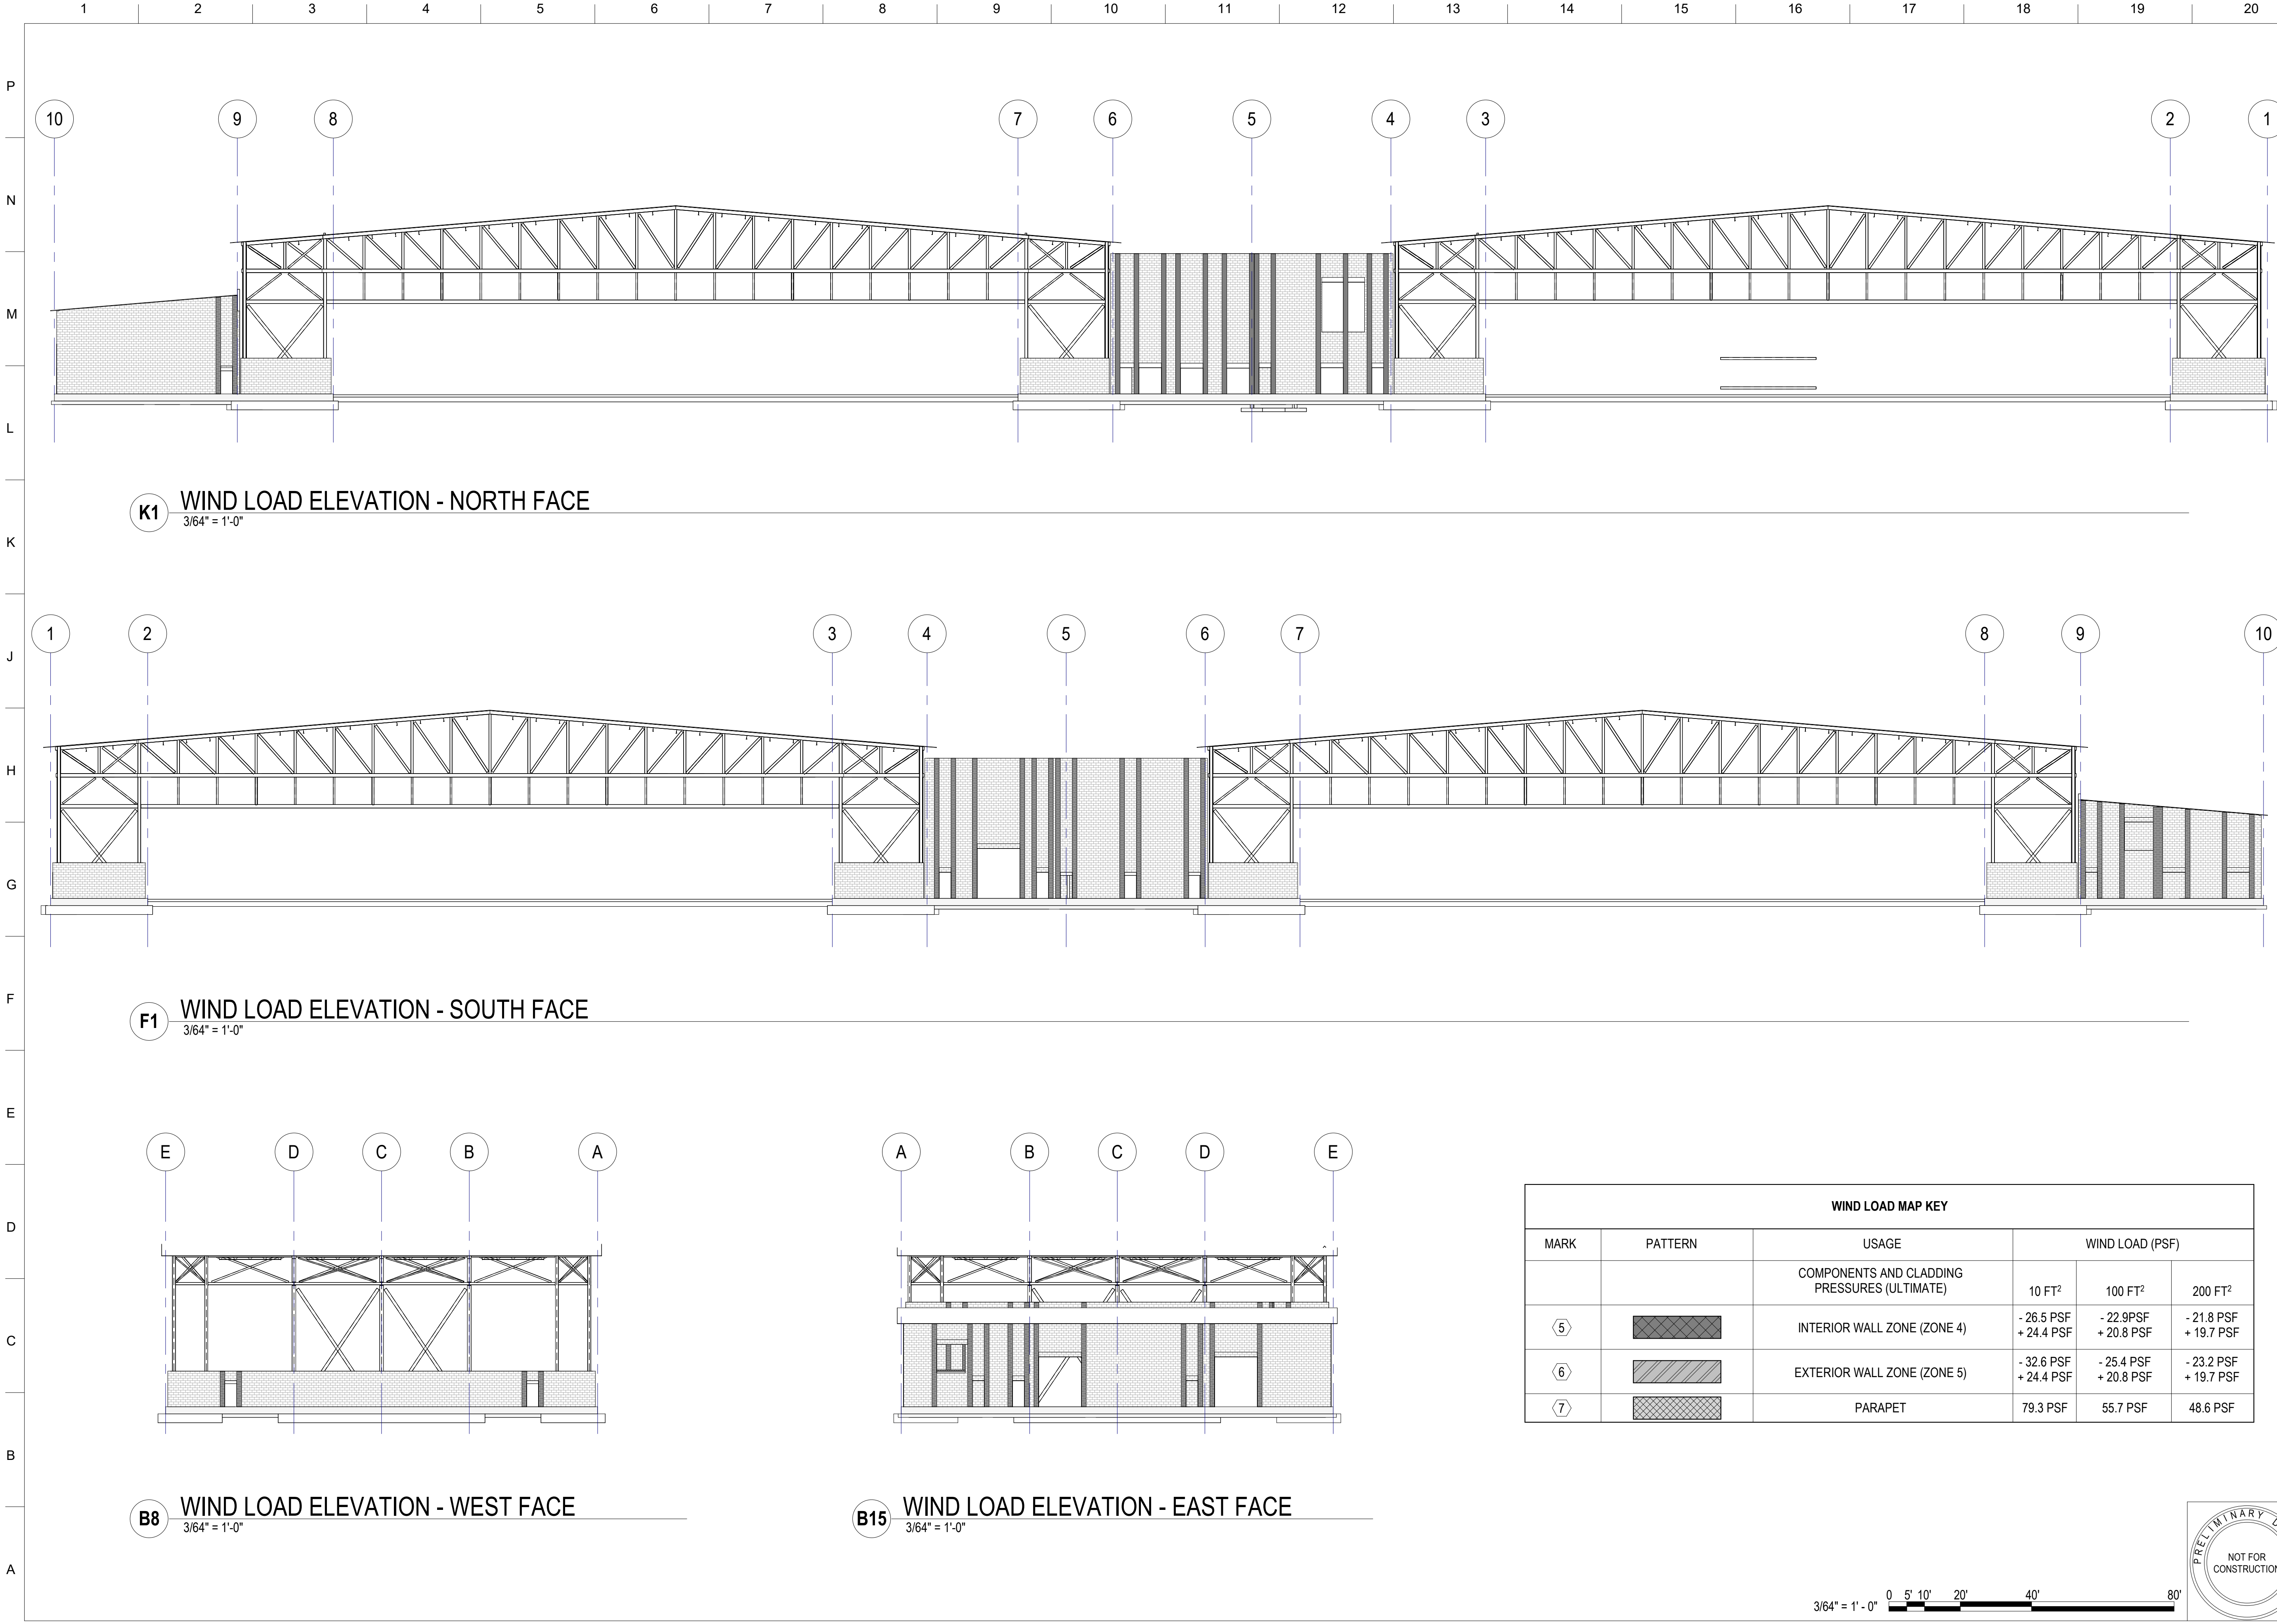 1 2 3 4 5 6 7 8 9 10 11 12 13 14 15 16 17 18 19 20
P
10 9 8 7 6 5 4 3 2 1
N
M
L
K1 WIND LOAD ELEVATION - NORTH FACE
3/64" = 1'-0"
K
1 2 3 4 5 6 7 8 9 10
J
H
G
F
F1 WIND LOAD ELEVATION - SOUTH FACE
3/64" = 1'-0"
E
E D C B A
A B C D E
D
C
B
B8 WIND LOAD ELEVATION - WEST FACE
3/64" = 1'-0"
B15 WIND LOAD ELEVATION - EAST FACE
3/64" = 1'-0"
WIND LOAD MAP KEY
MARK PATTERN USAGE WIND LOAD (PSF)
COMPONENTS AND CLADDING
PRESSURES (ULTIMATE) 10 FT² 100 FT² 200 FT²
5 INTERIOR WALL ZONE (ZONE 4) - 26.5 PSF - 22.9PSF - 21.8 PSF
+ 24.4 PSF + 20.8 PSF + 19.7 PSF
6 EXTERIOR WALL ZONE (ZONE 5) - 32.6 PSF - 25.4 PSF - 23.2 PSF
+ 24.4 PSF + 20.8 PSF + 19.7 PSF
7 PARAPET 79.3 PSF 55.7 PSF 48.6 PSF
A
PRELIMINARY
NOT FOR
CONSTRUCTION
0 5' 10' 20' 40' 80'
3/64" = 1' - 0"